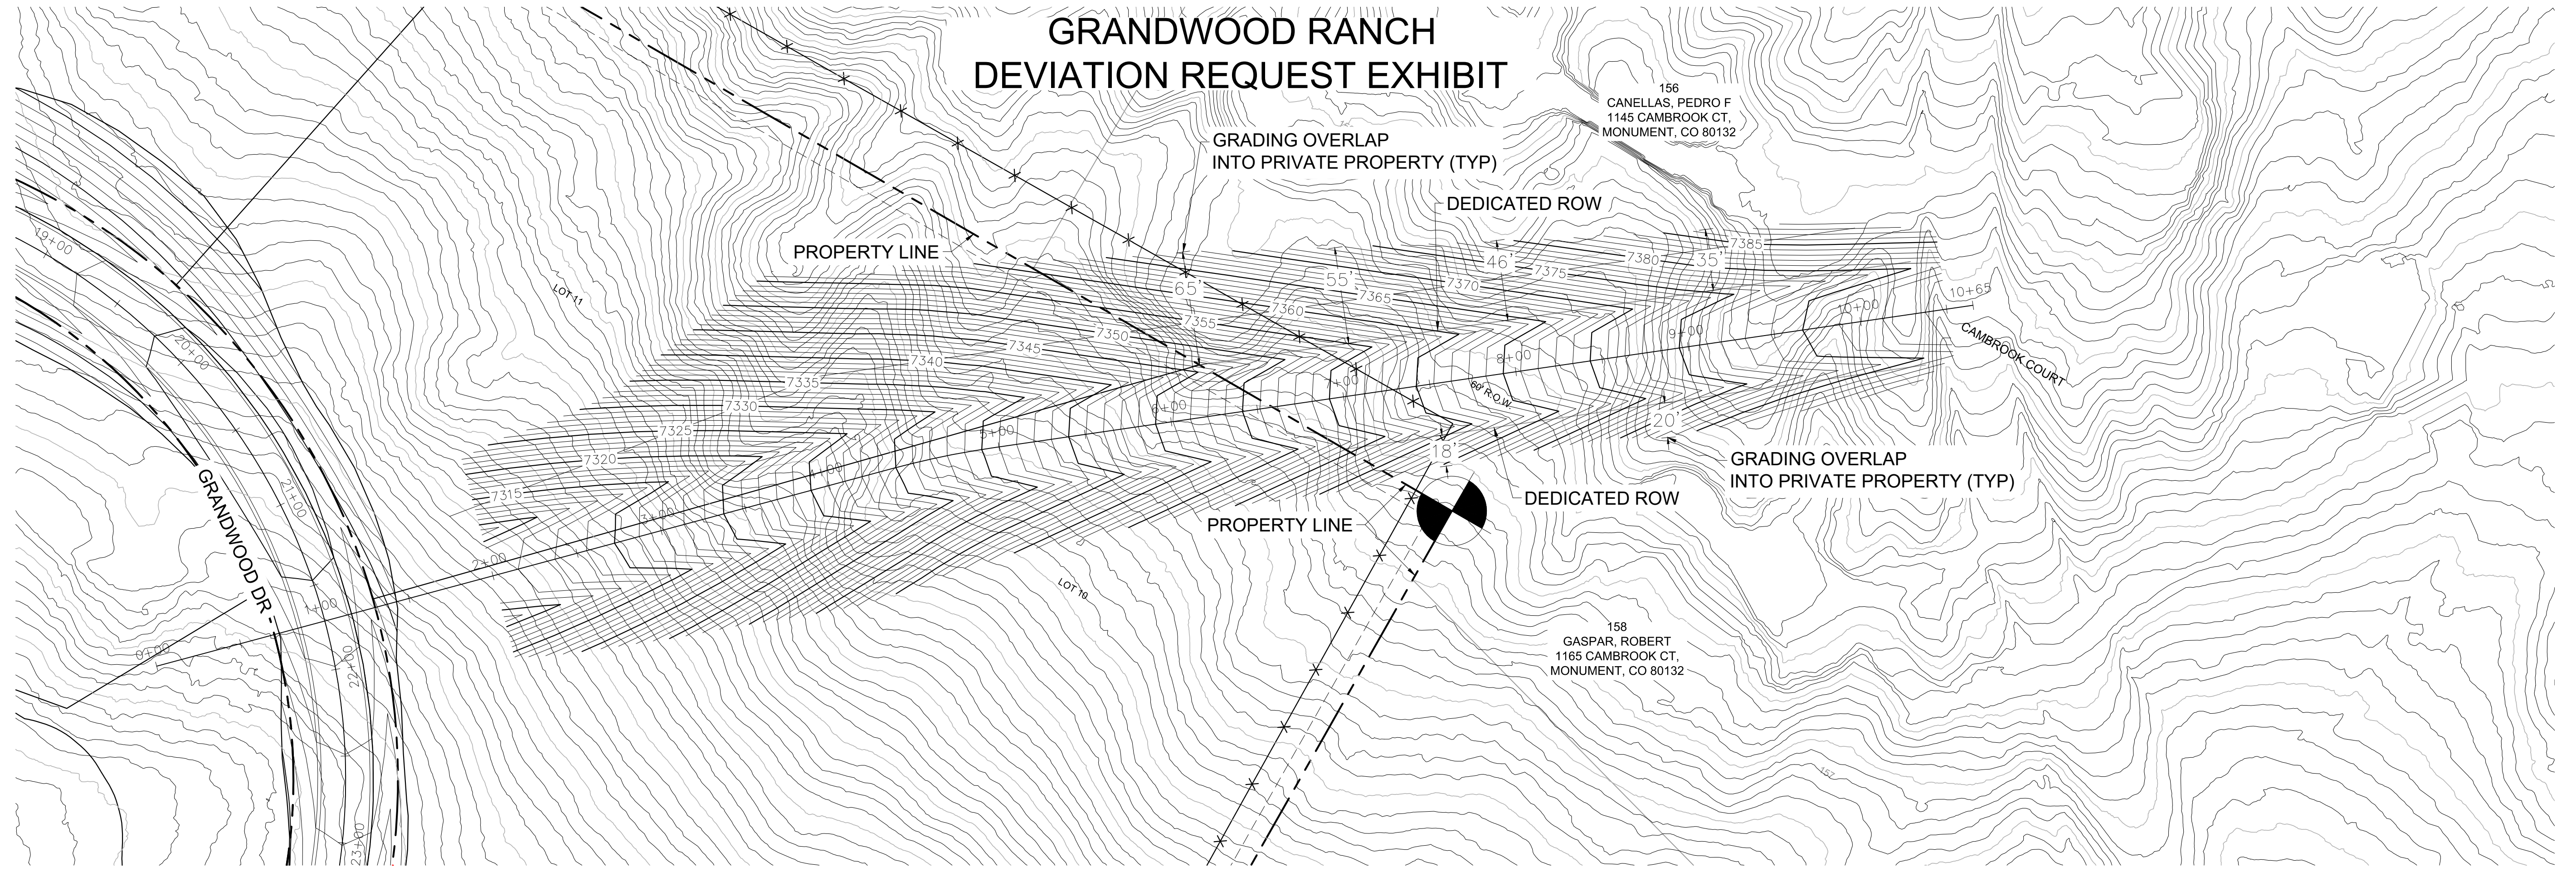 GRANDWOOD RANCH
DEVIATION REQUEST EXHIBIT
156
CANELLAS, PEDRO F
1145 CAMBROOK CT,
MONUMENT, CO 80132
GRADING OVERLAP
INTO PRIVATE PROPERTY (TYP)
DEDICATED ROW
PROPERTY LINE
LOT 11
65'
55'
46'
35'
7385
7380
7375
7370
7365
7360
7355
7350
7345
7340
7335
7330
7325
7320
7315
19+00
20+00
21+00
22+00
23+00
GRANDWOOD DR
0+00
1+00
2+00
3+00
4+00
5+00
6+00
7+00
8+00
9+00
10+00
10+65
CAMBROOK COURT
60' R.O.W.
20'
18'
GRADING OVERLAP
INTO PRIVATE PROPERTY (TYP)
DEDICATED ROW
PROPERTY LINE
LOT 10
158
GASPAR, ROBERT
1165 CAMBROOK CT,
MONUMENT, CO 80132
157